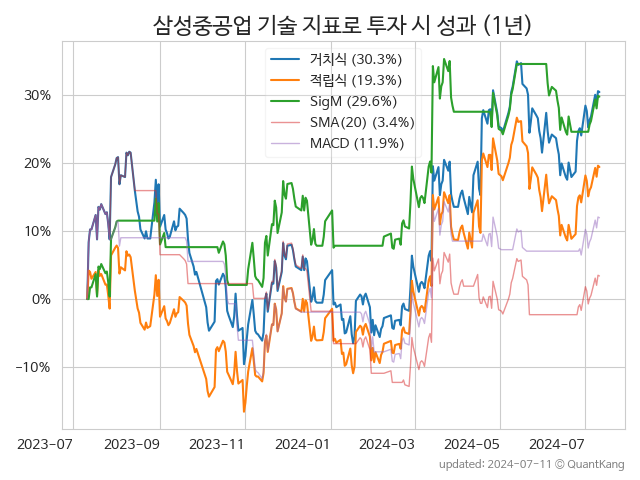 삼성중공업 기술 지표로 투자 시 성과 (1년)
거치식 (30.3%)
적립식 (19.3%)
SigM (29.6%)
SMA(20) (3.4%)
MACD (11.9%)
30%
20%
10%
0%
−10%
2023-07 2023-09 2023-11 2024-01 2024-03 2024-05 2024-07
updated: 2024-07-11 © QuantKang